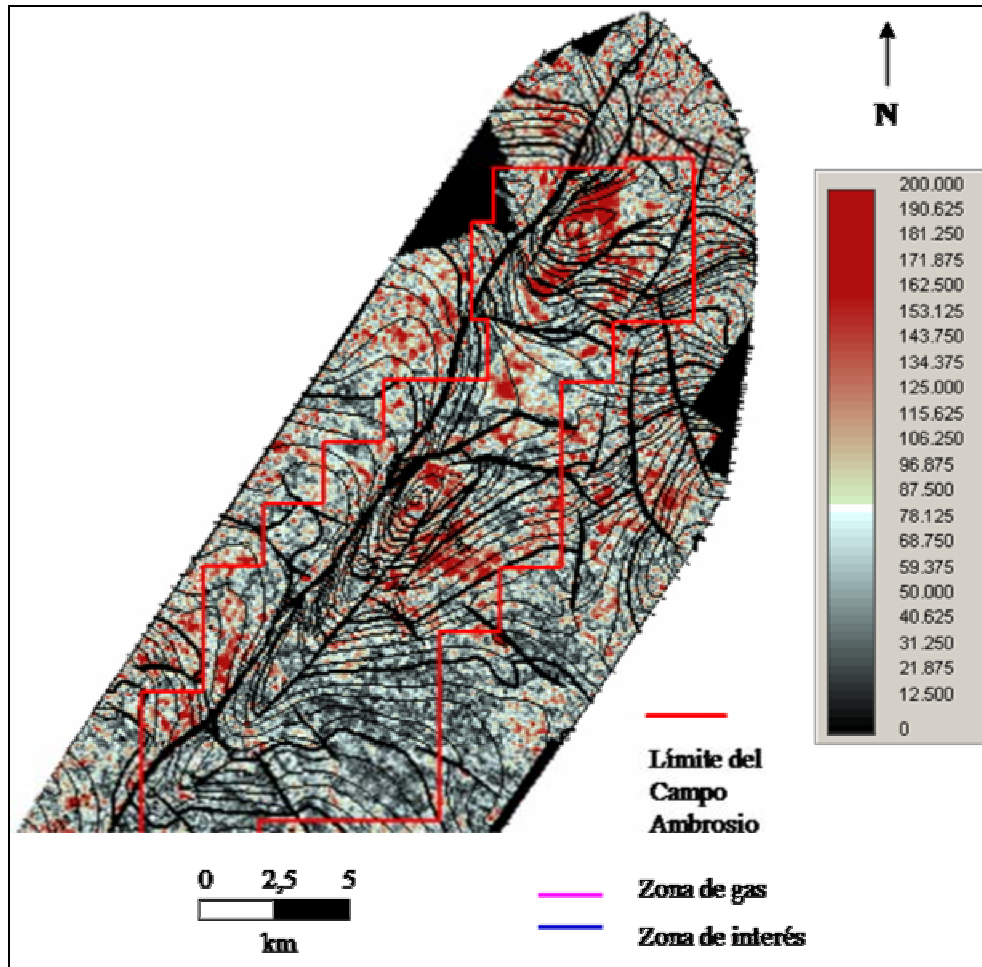 N
200.000
190.625
181.250
171.875
162.500
153.125
143.750
134.375
125.000
115.625
106.250
96.875
87.500
78.125
68.750
59.375
50.000
40.625
31.250
21.875
12.500
0
Límite del
Campo
Ambrosio
0 2,5 5
km
Zona de gas
Zona de interés